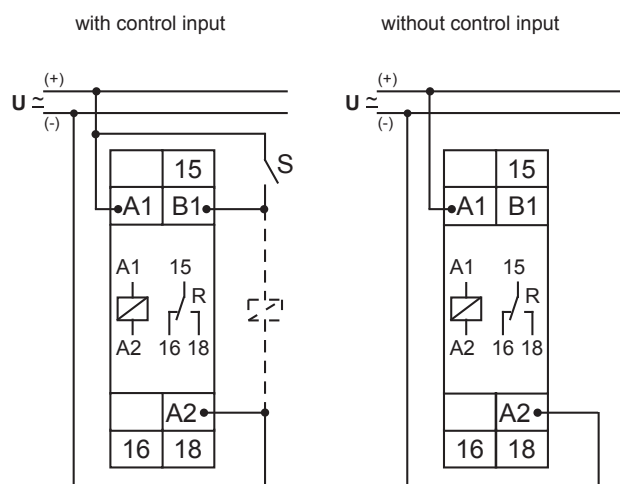 with control input
without control input
(+)
U ≂
(-)
S
15
A1 B1
A1 15
R
A2 16 18
A2
16 18
(+)
U ≂
(-)
15
A1 B1
A1 15
R
A2 16 18
A2
16 18